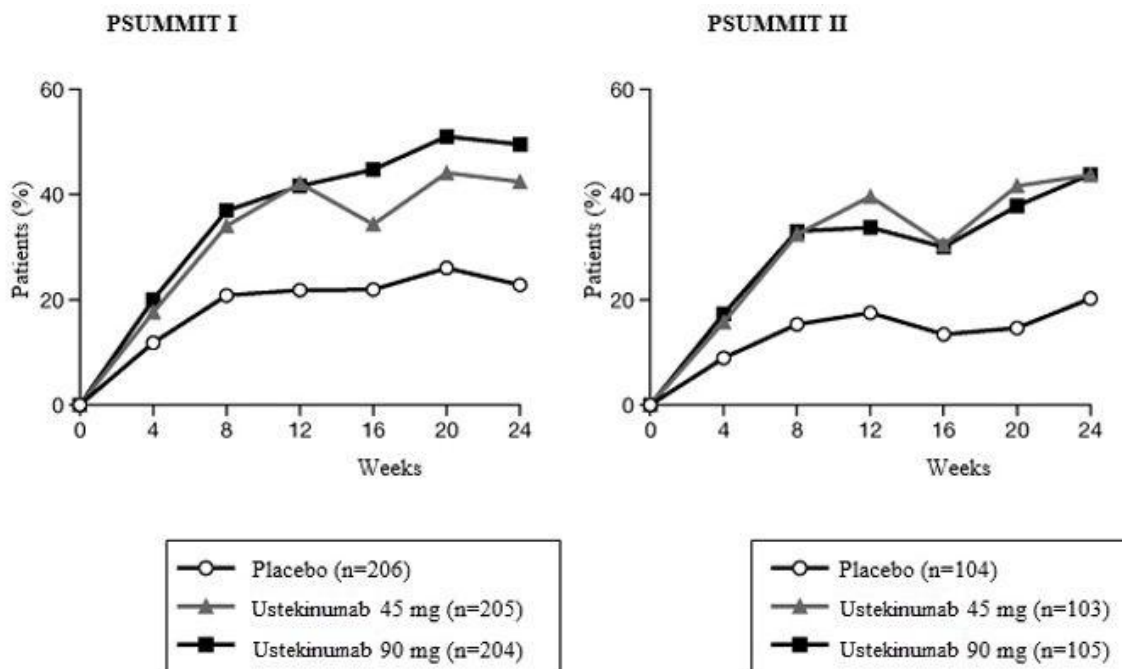 PSUMMIT I
60
40
20
0
Patients (%)
0 4 8 12 16 20 24
Weeks
Placebo (n=206)
Ustekinumab 45 mg (n=205)
Ustekinumab 90 mg (n=204)
PSUMMIT II
60
40
20
0
Patients (%)
0 4 8 12 16 20 24
Weeks
Placebo (n=104)
Ustekinumab 45 mg (n=103)
Ustekinumab 90 mg (n=105)